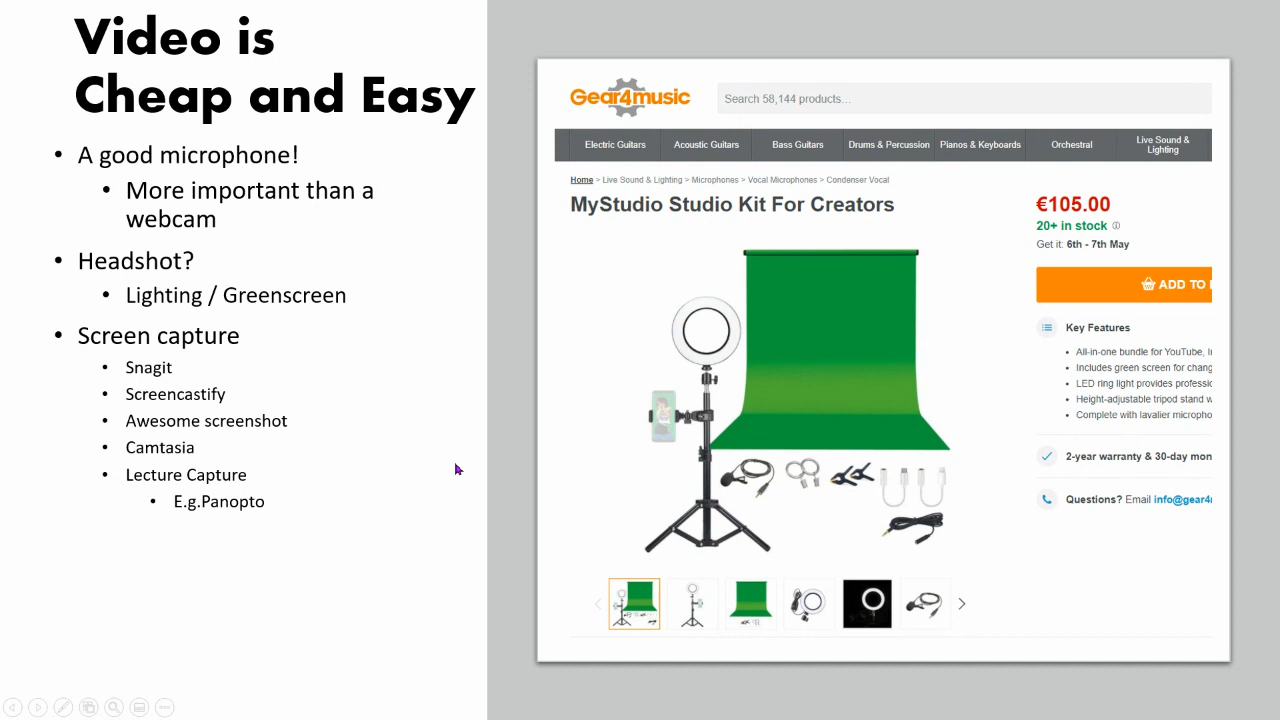 Video is
Cheap and Easy
• A good microphone!
• More important than a
webcam
• Headshot?
• Lighting / Greenscreen
• Screen capture
• Snagit
• Screencastify
• Awesome screenshot
• Camtasia
• Lecture Capture
• E.g.Panopto
Gear4music
Search 58,144 products...
Electric Guitars
Acoustic Guitars
Bass Guitars
Drums & Percussion
Pianos & Keyboards
Orchestral
Live Sound &
Lighting
Home > Live Sound & Lighting > Microphones > Vocal Microphones > Condenser Vocal
MyStudio Studio Kit For Creators
€105.00
20+ in stock
Get it: 6th - 7th May
ADD TO
Key Features
• All-in-one bundle for YouTube,
• Includes green screen for chang
• LED ring light provides professic
• Height-adjustable tripod stand w
• Complete with lavalier micropho
2-year warranty & 30-day mon
Questions? Email info@gear4